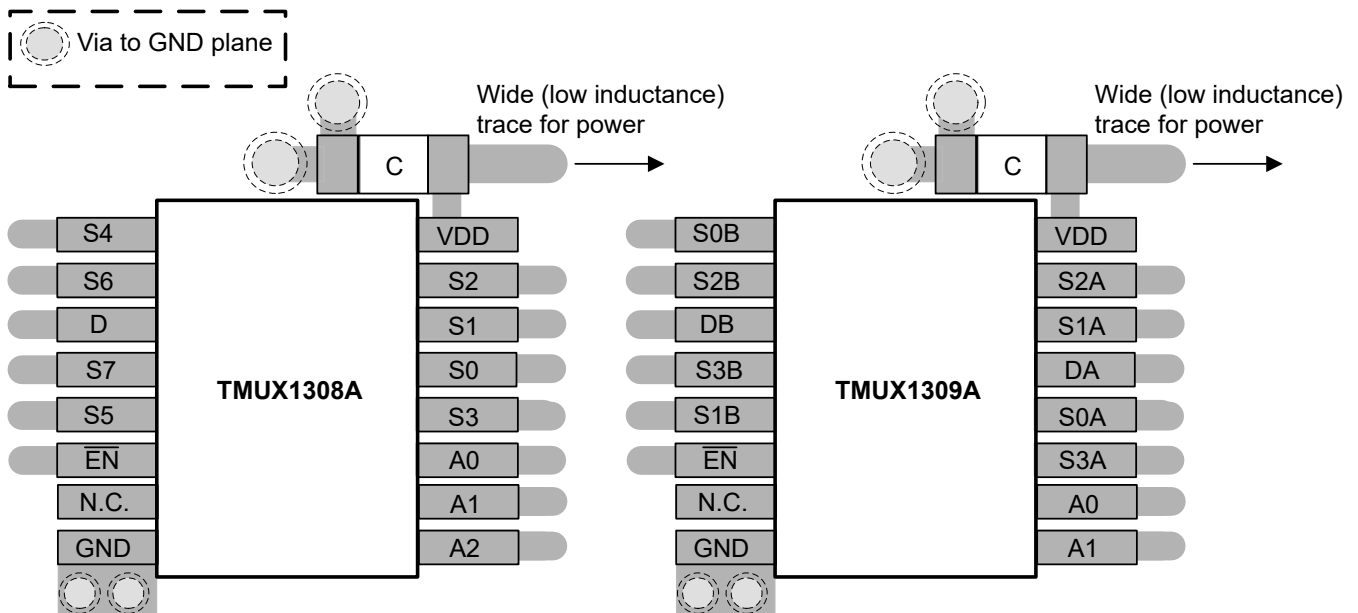 Via to GND plane
Wide (low inductance)
trace for power
C
S4
VDD
S6
S2
D
S1
S7
S0
TMUX1308A
S5
S3
EN
A0
N.C.
A1
GND
A2
Wide (low inductance)
trace for power
C
S0B
VDD
S2B
S2A
DB
S1A
S3B
DA
TMUX1309A
S1B
S0A
EN
S3A
N.C.
A0
GND
A1